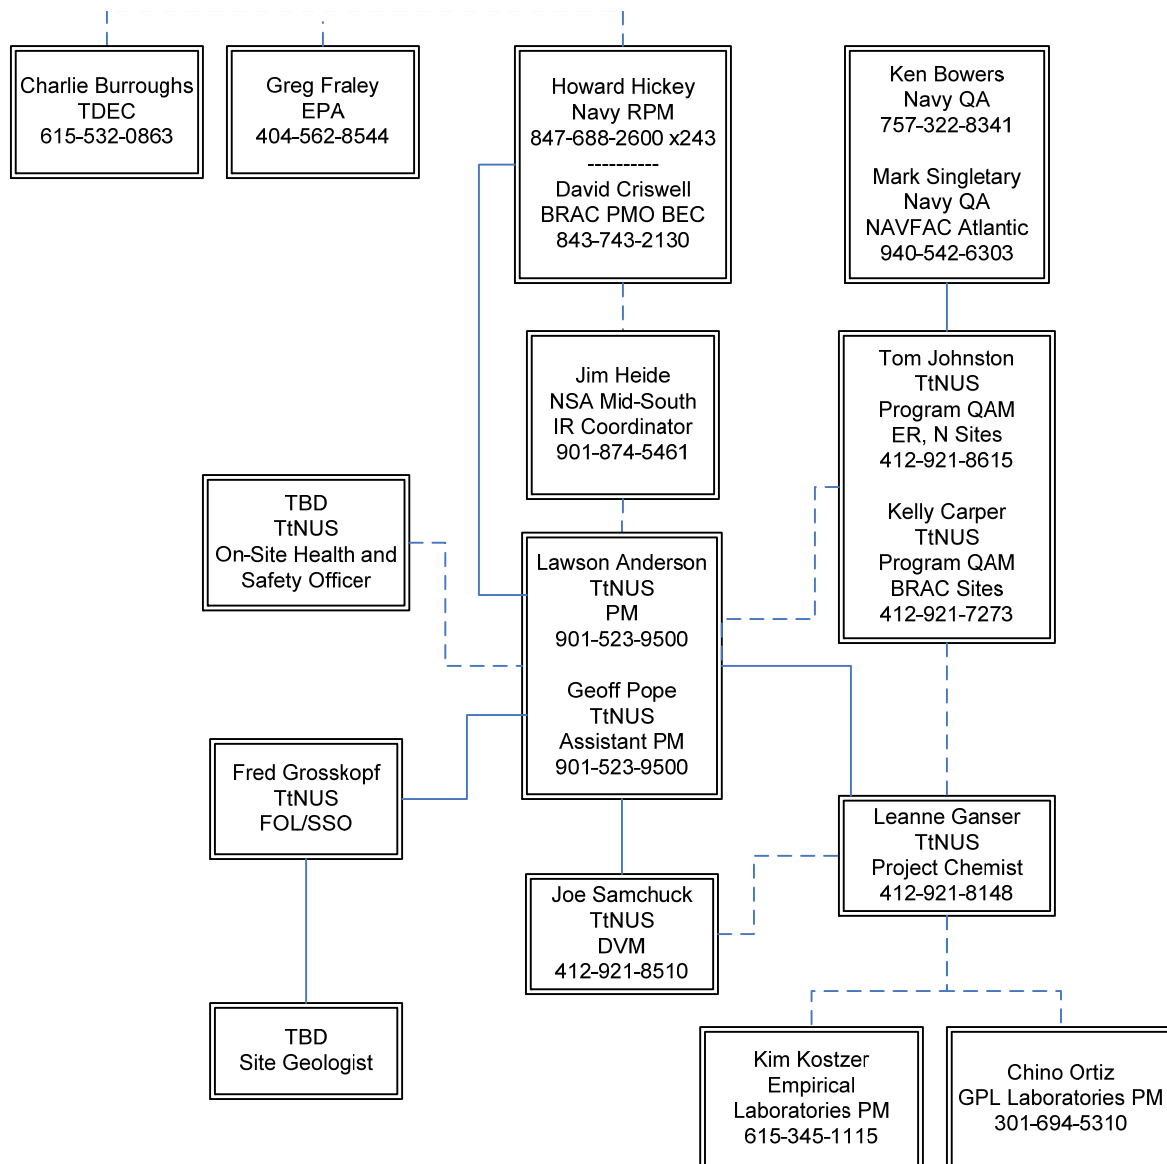 Charlie Burroughs
TDEC
615-532-0863
Greg Fraley
EPA
404-562-8544
Howard Hickey
Navy RPM
847-688-2600 x243
----------
David Criswell
BRAC PMO BEC
843-743-2130
Ken Bowers
Navy QA
757-322-8341
Mark Singletary
Navy QA
NAVFAC Atlantic
940-542-6303
Jim Heide
NSA Mid-South
IR Coordinator
901-874-5461
Tom Johnston
TtNUS
Program QAM
ER, N Sites
412-921-8615
Kelly Carper
TtNUS
Program QAM
BRAC Sites
412-921-7273
TBD
TtNUS
On-Site Health and
Safety Officer
Lawson Anderson
TtNUS
PM
901-523-9500
Geoff Pope
TtNUS
Assistant PM
901-523-9500
Fred Grosskopf
TtNUS
FOL/SSO
Leanne Ganser
TtNUS
Project Chemist
412-921-8148
Joe Samchuck
TtNUS
DVM
412-921-8510
TBD
Site Geologist
Kim Kostzer
Empirical
Laboratories PM
615-345-1115
Chino Ortiz
GPL Laboratories PM
301-694-5310